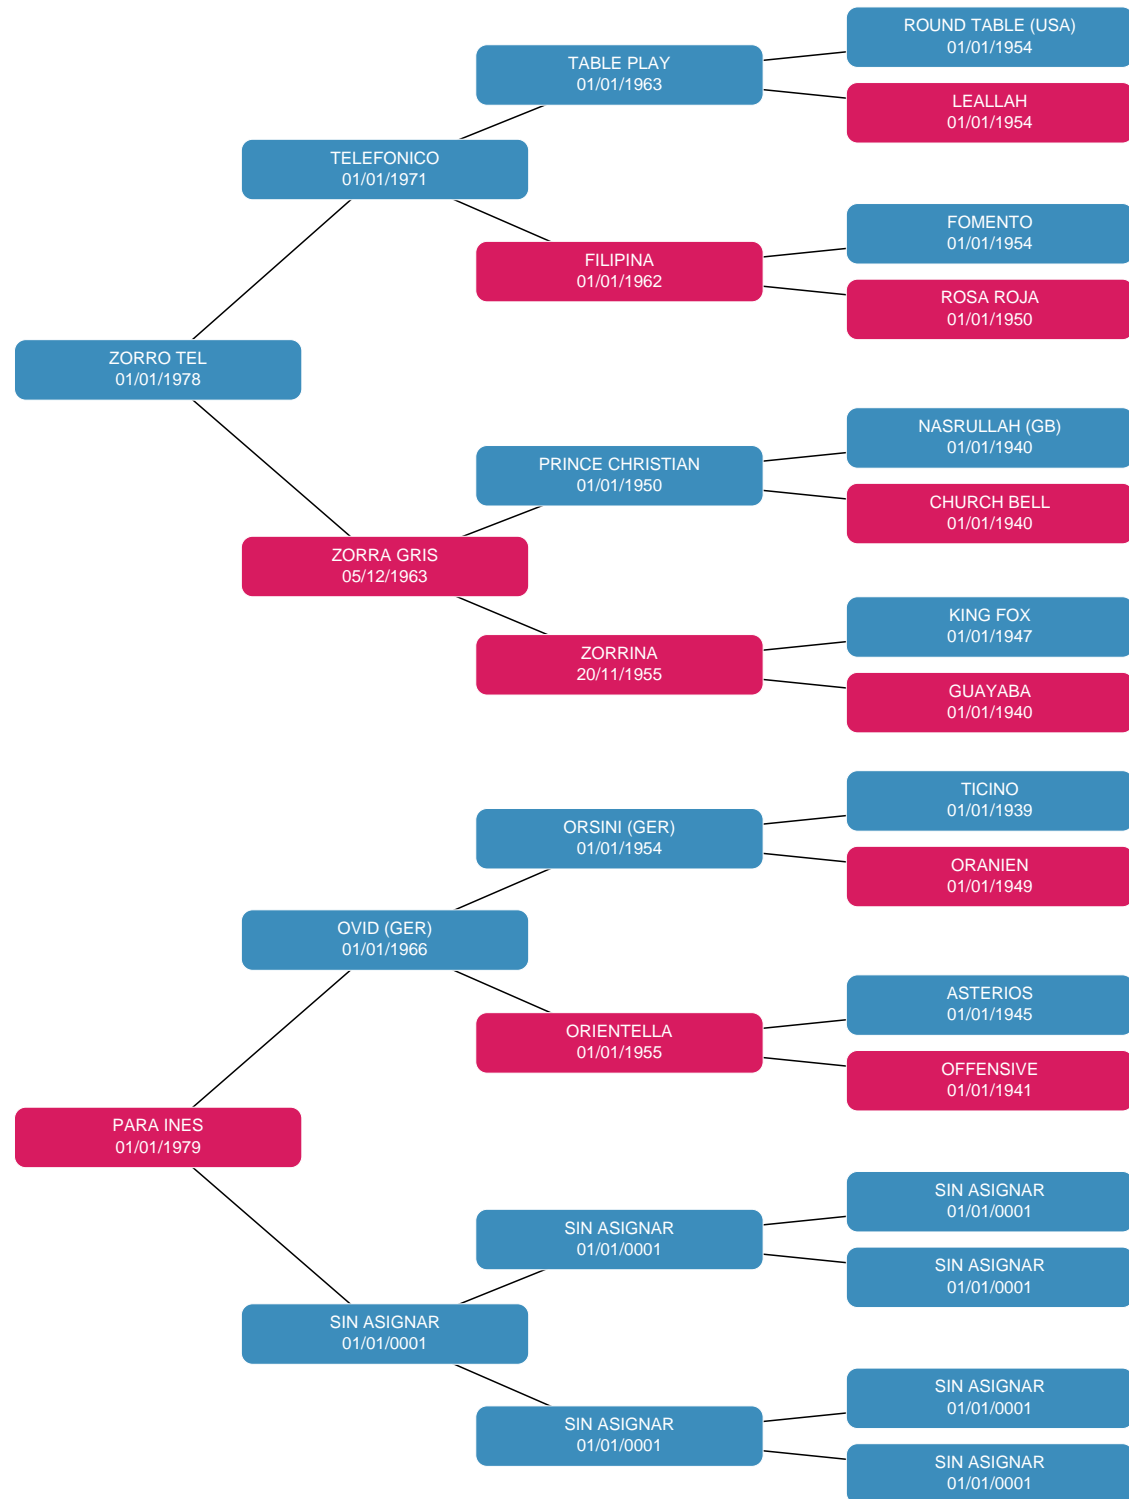 ROUND TABLE (USA)
01/01/1954
TABLE PLAY
01/01/1963
LEALLAH
01/01/1954
TELEFONICO
01/01/1971
FOMENTO
01/01/1954
FILIPINA
01/01/1962
ROSA ROJA
01/01/1950
ZORRO TEL
01/01/1978
NASRULLAH (GB)
01/01/1940
PRINCE CHRISTIAN
01/01/1950
CHURCH BELL
01/01/1940
ZORRA GRIS
05/12/1963
KING FOX
01/01/1947
ZORRINA
20/11/1955
GUAYABA
01/01/1940
TICINO
01/01/1939
ORSINI (GER)
01/01/1954
ORANIEN
01/01/1949
OVID (GER)
01/01/1966
ASTERIOS
01/01/1945
ORIENTELLA
01/01/1955
OFFENSIVE
01/01/1941
PARA INES
01/01/1979
SIN ASIGNAR
01/01/0001
SIN ASIGNAR
01/01/0001
SIN ASIGNAR
01/01/0001
SIN ASIGNAR
01/01/0001
SIN ASIGNAR
01/01/0001
SIN ASIGNAR
01/01/0001
SIN ASIGNAR
01/01/0001